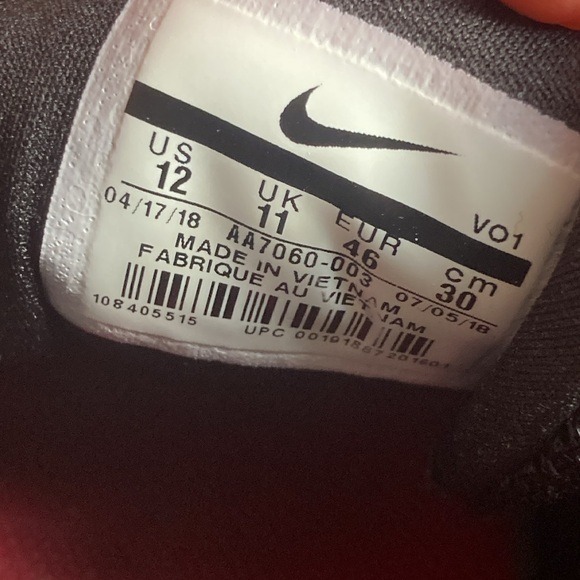 US UK EUR cm VO1
12 11 46 30
04/17/18 AA7060-003 07/05/18
MADE IN VIETNAM
FABRIQUE AU VIETNAM
108405515
UPC